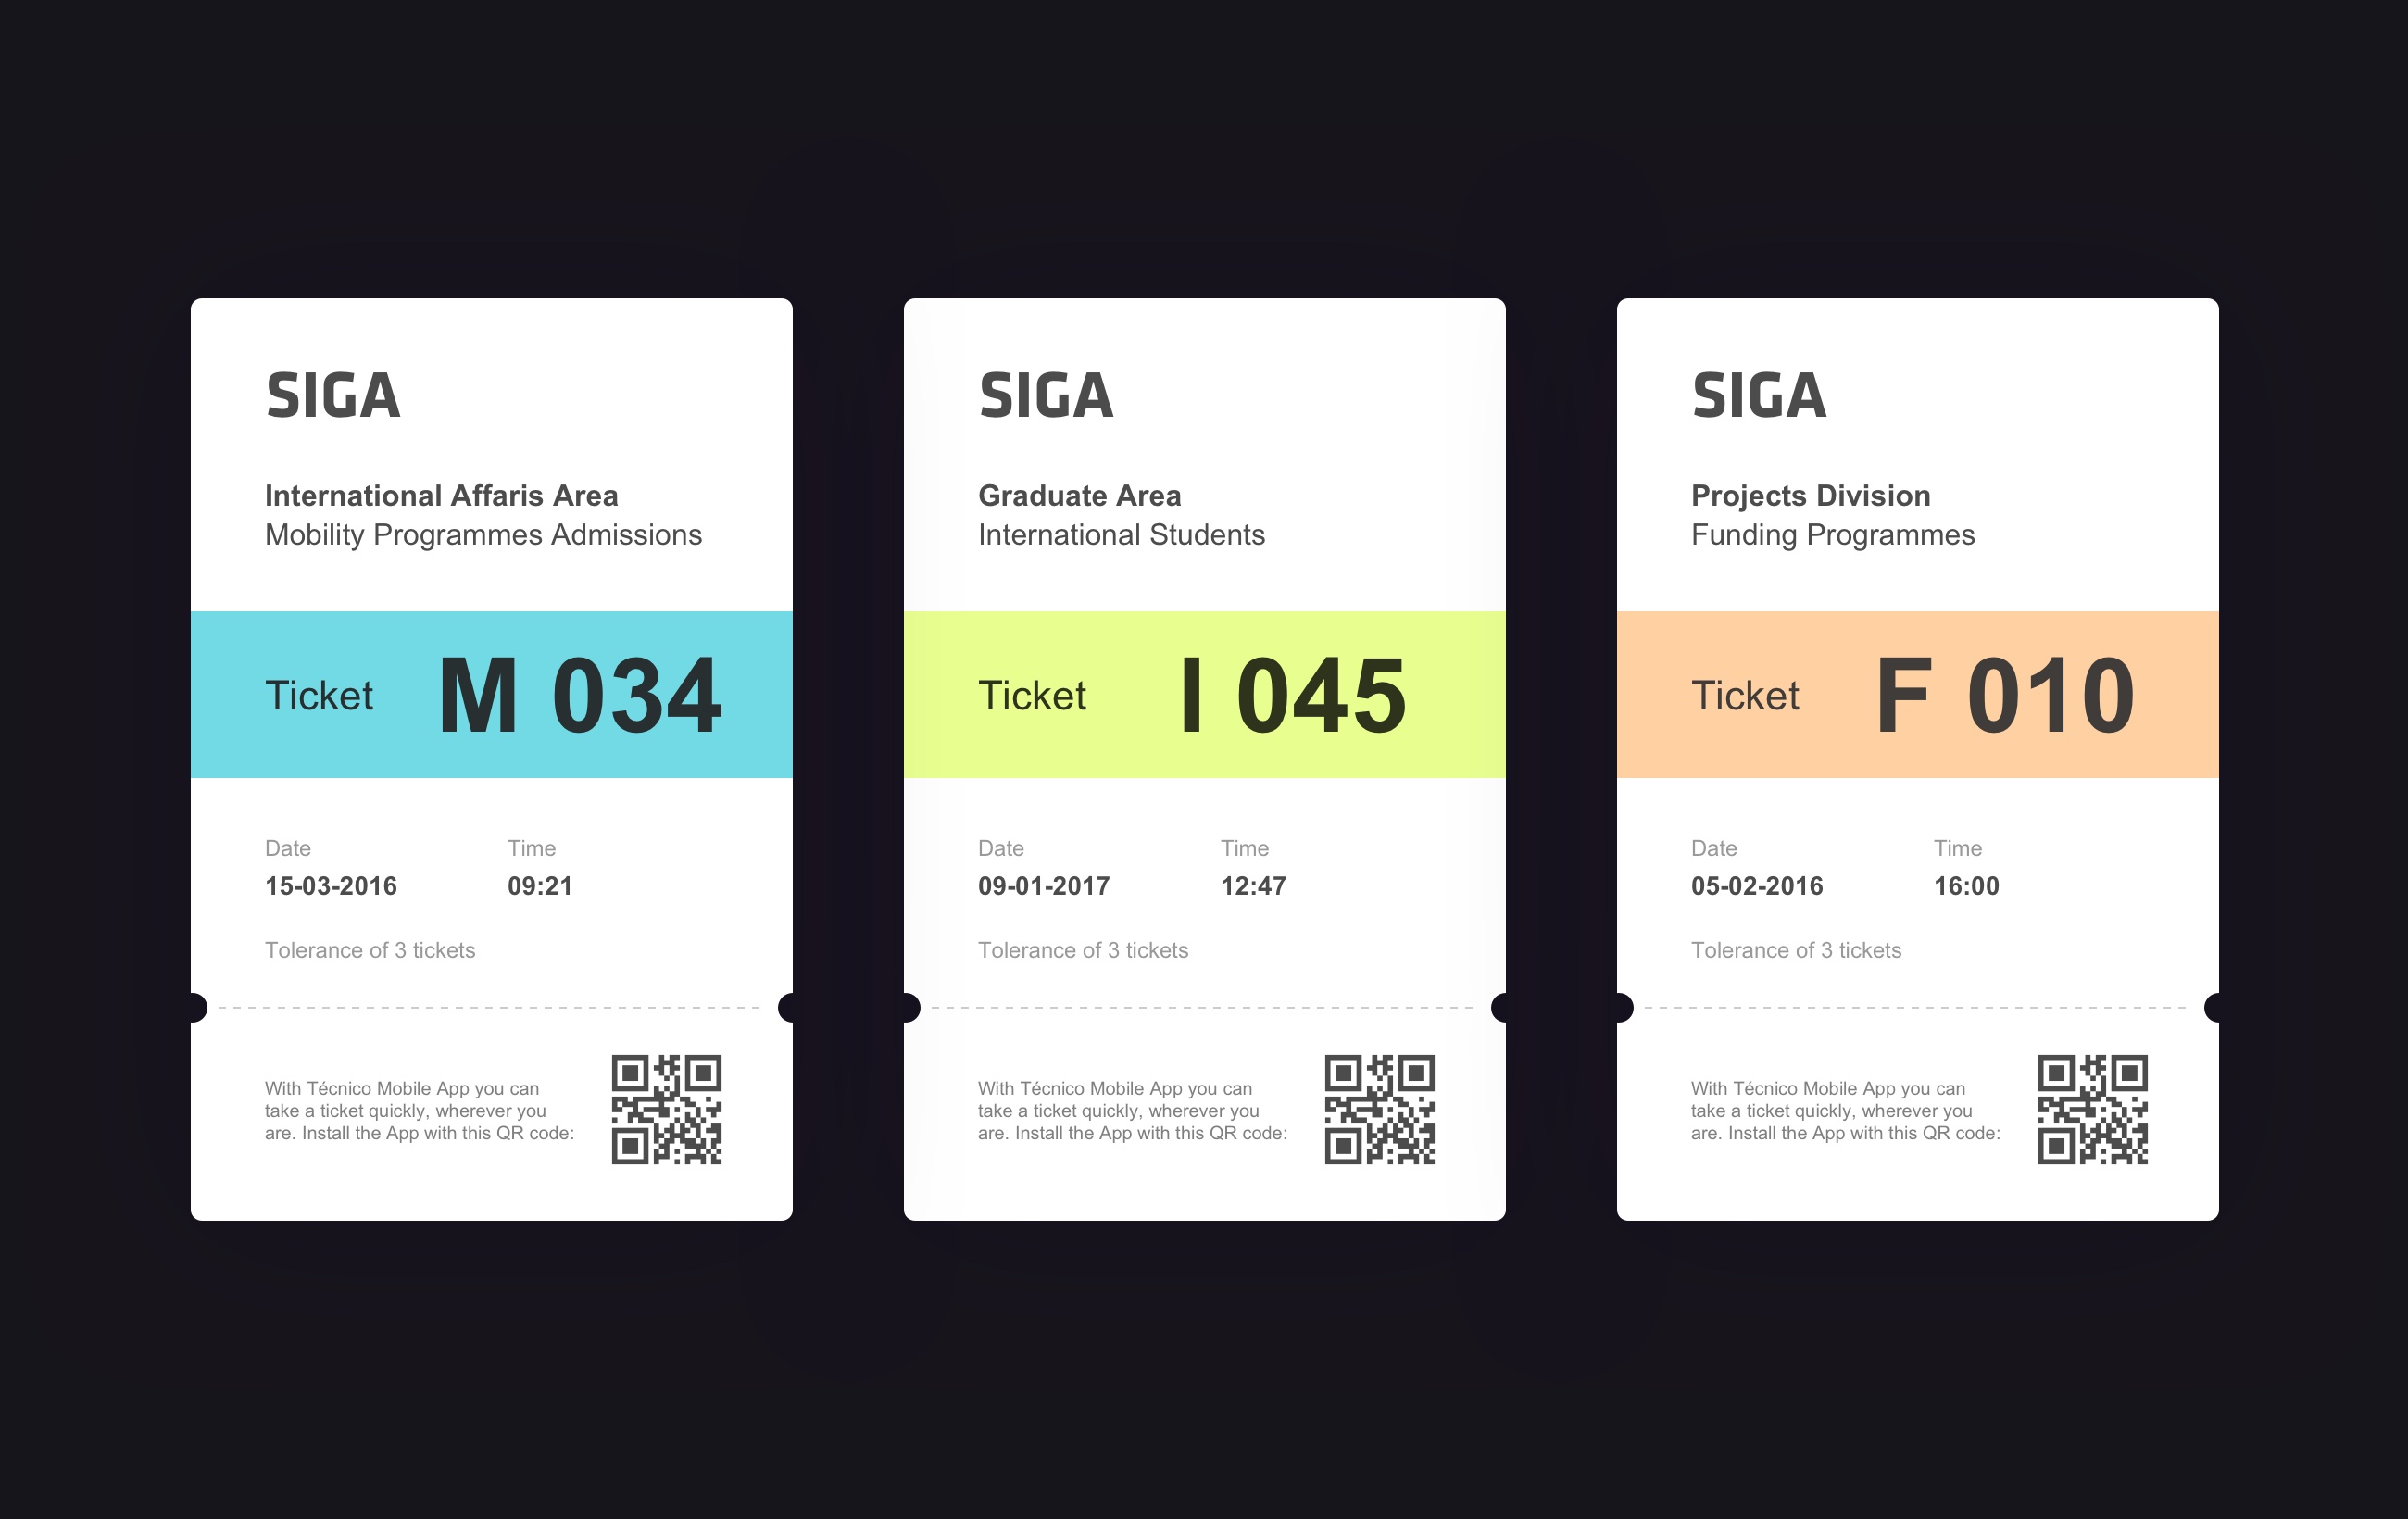 SIGA
International Affaris Area
Mobility Programmes Admissions
Ticket M 034
Date Time
15-03-2016 09:21
Tolerance of 3 tickets
With Técnico Mobile App you can
take a ticket quickly, wherever you
are. Install the App with this QR code:
SIGA
Graduate Area
International Students
Ticket I 045
Date Time
09-01-2017 12:47
Tolerance of 3 tickets
With Técnico Mobile App you can
take a ticket quickly, wherever you
are. Install the App with this QR code:
SIGA
Projects Division
Funding Programmes
Ticket F 010
Date Time
05-02-2016 16:00
Tolerance of 3 tickets
With Técnico Mobile App you can
take a ticket quickly, wherever you
are. Install the App with this QR code: